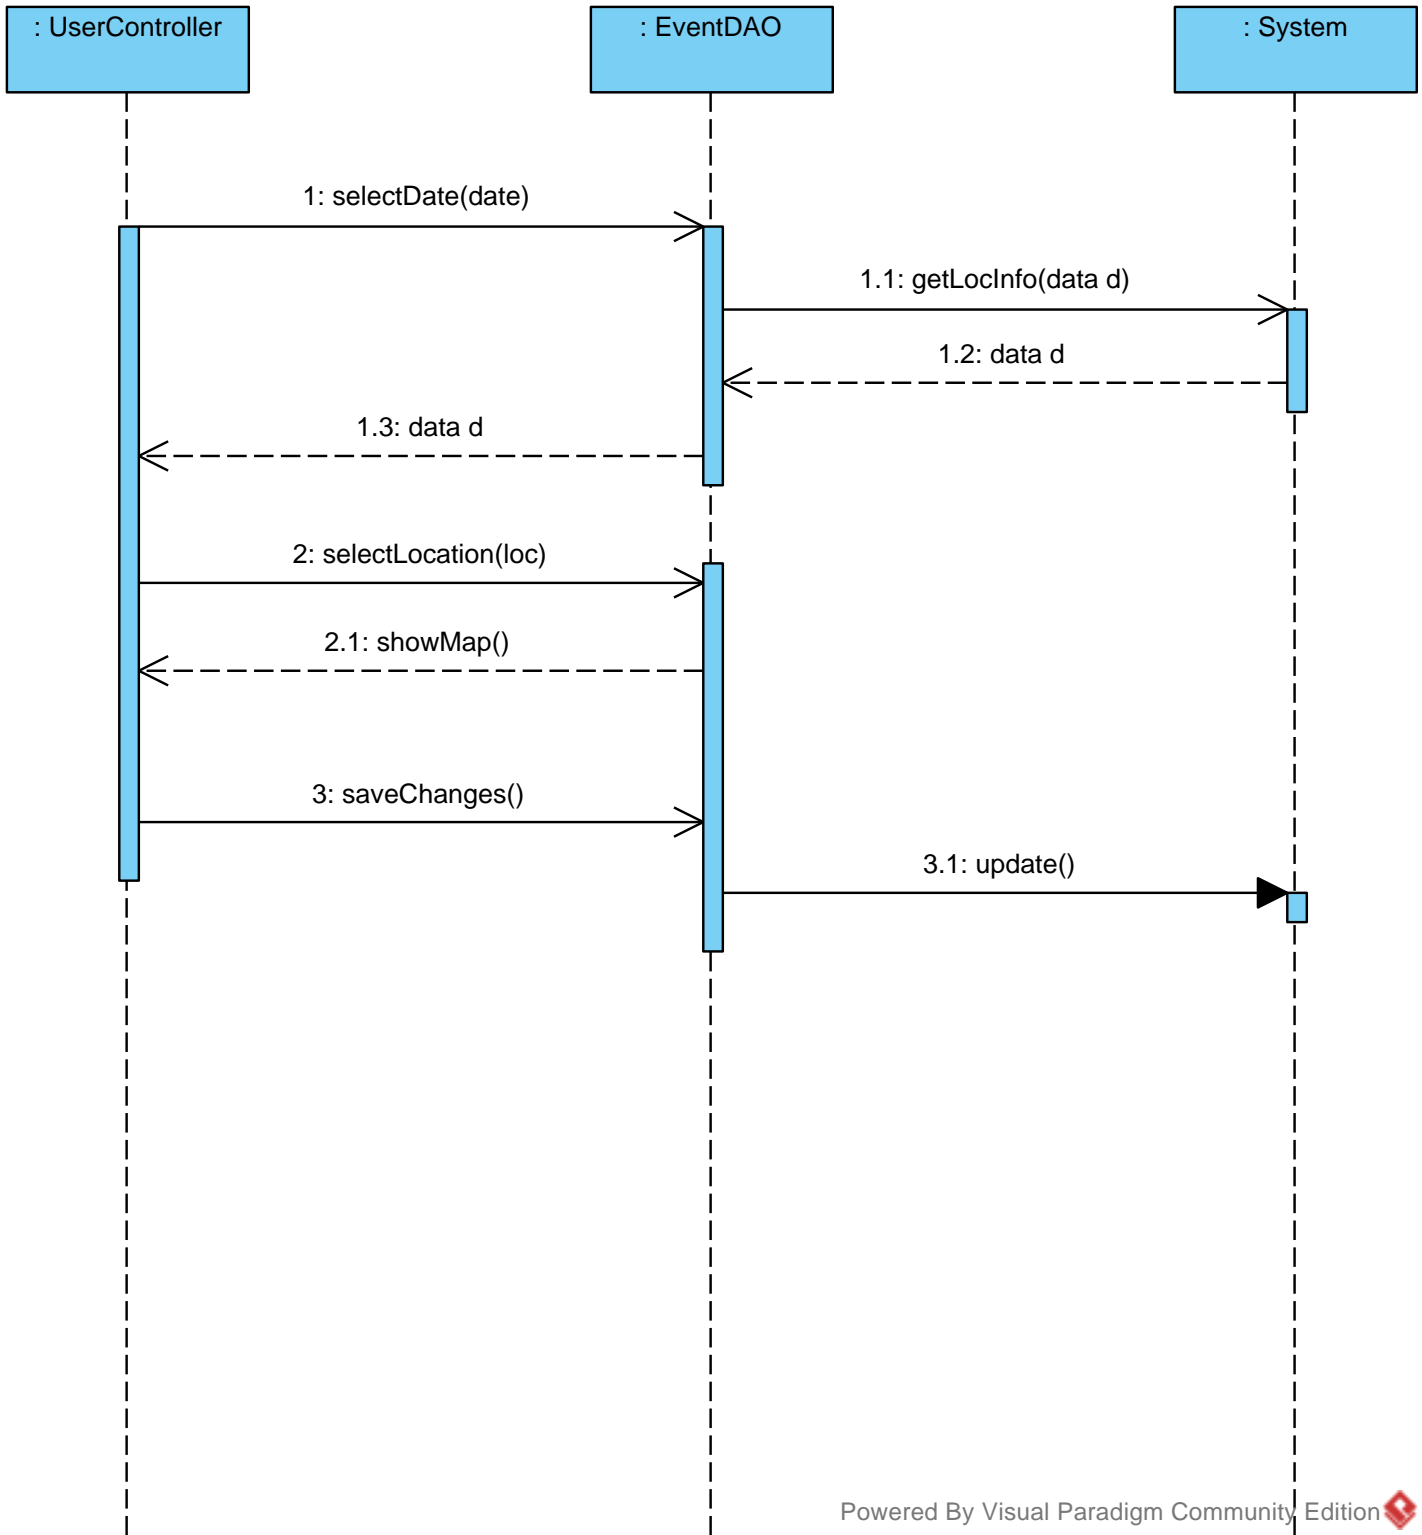 : UserController
: EventDAO
: System
1: selectDate(date)
1.1: getLocInfo(data d)
1.2: data d
1.3: data d
2: selectLocation(loc)
2.1: showMap()
3: saveChanges()
3.1: update()
Powered By Visual Paradigm Community Edition